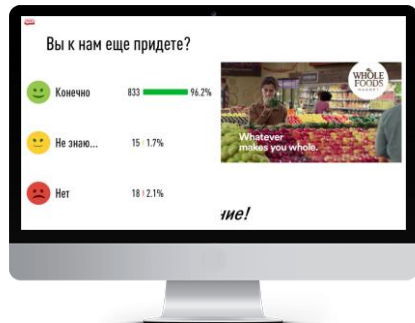 Вы к нам еще придете?
Конечно 833 96.2%
WHOLE
FOODS
MARKET
Whatever
makes you whole.
Не знаю... 15 1.7%
Нет 18 2.1%
ние!